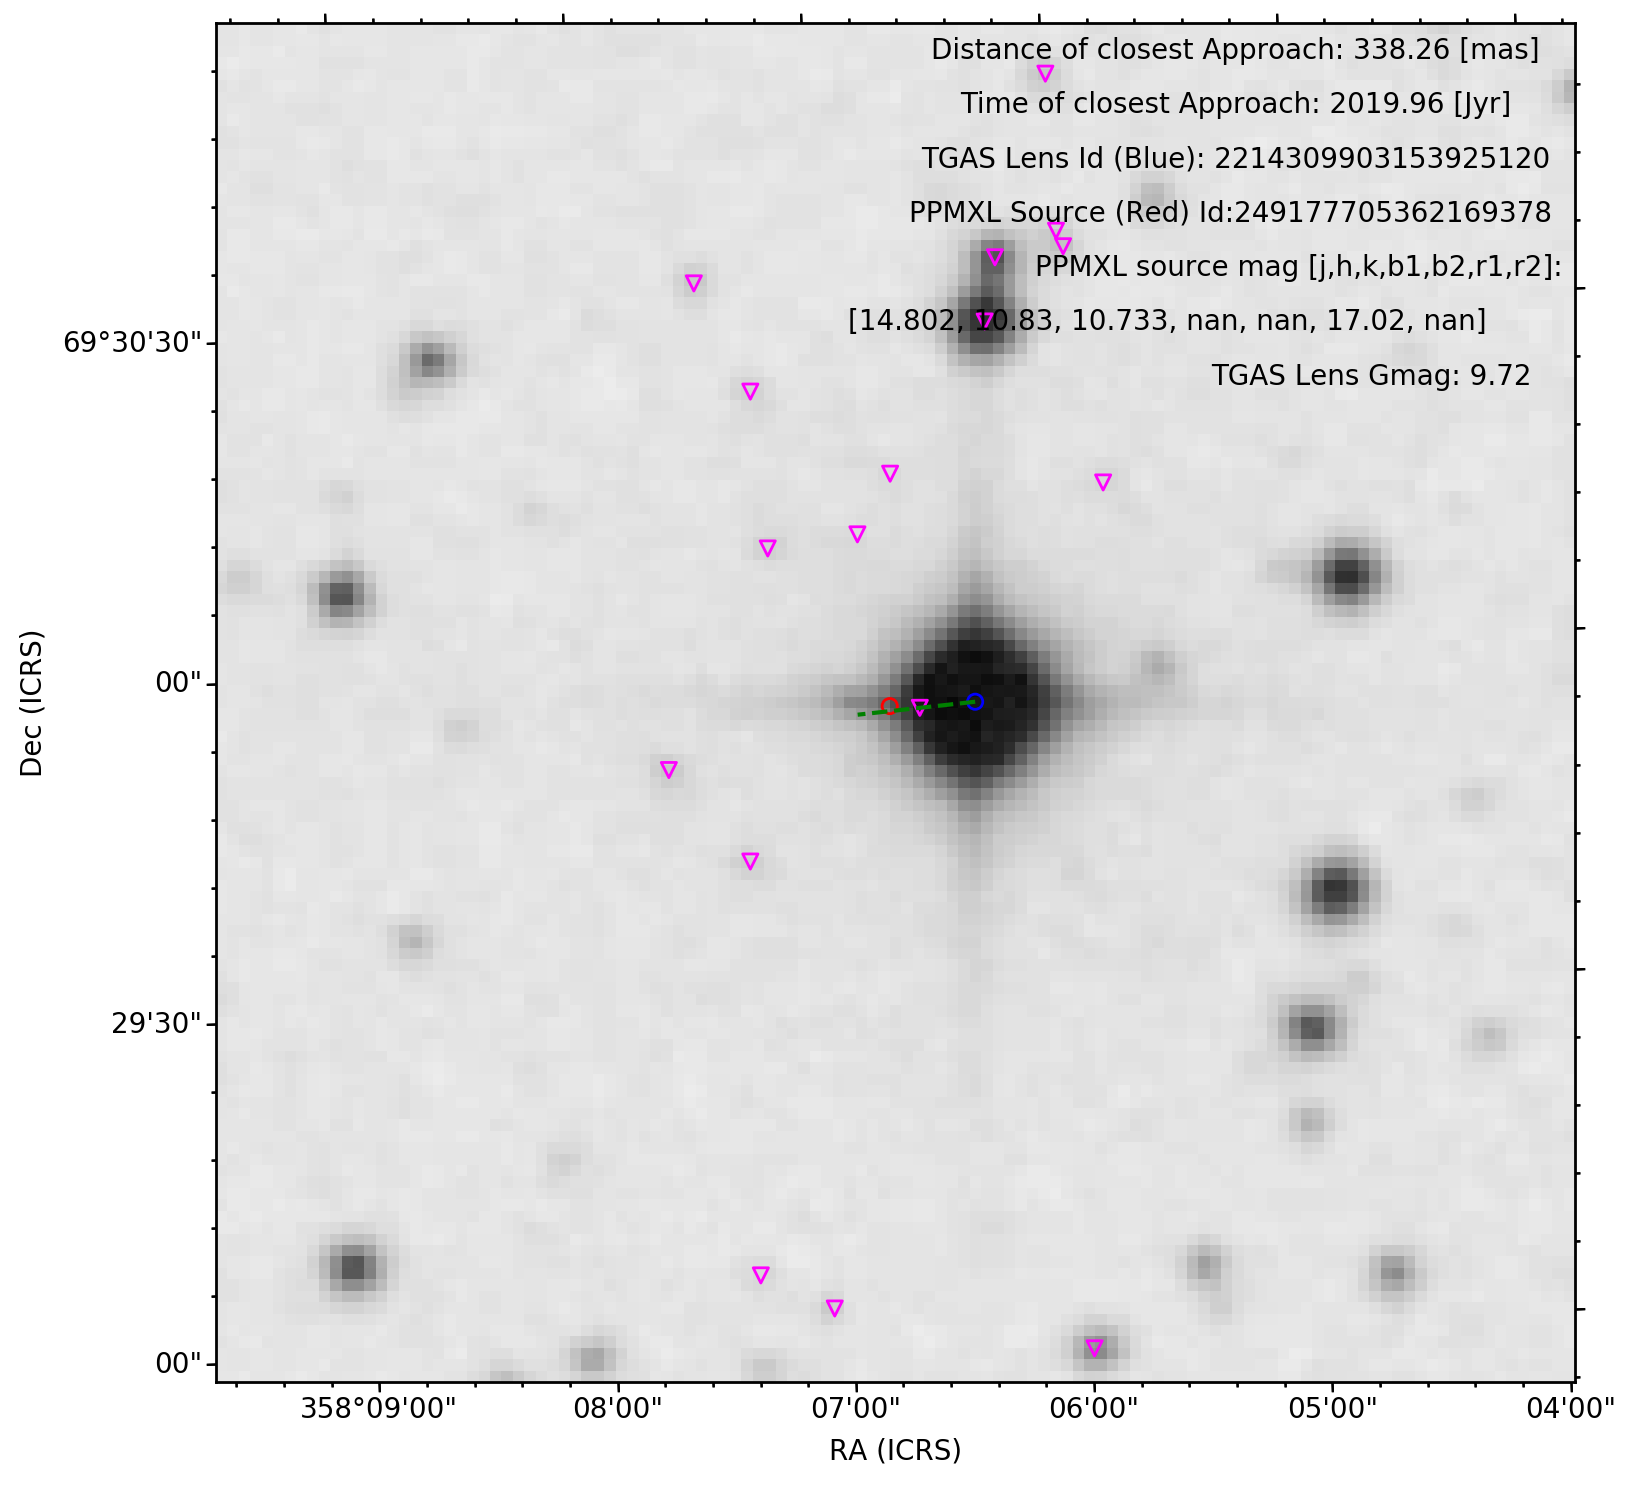 Distance of closest Approach: 338.26 [mas]
Time of closest Approach: 2019.96 [Jyr]
TGAS Lens Id (Blue): 2214309903153925120
PPMXL Source (Red) Id:249177705362169378
PPMXL source mag [j,h,k,b1,b2,r1,r2]:
[14.802, 10.83, 10.733, nan, nan, 17.02, nan]
TGAS Lens Gmag: 9.72
69°30'30"
00"
29'30"
00"
Dec (ICRS)
358°09'00" 08'00" 07'00" 06'00" 05'00" 04'00"
RA (ICRS)